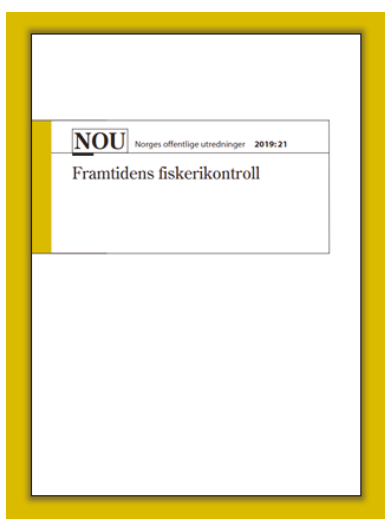 NOU Norges offentlige utredninger 2019: 21
Framtidens fiskerikontroll